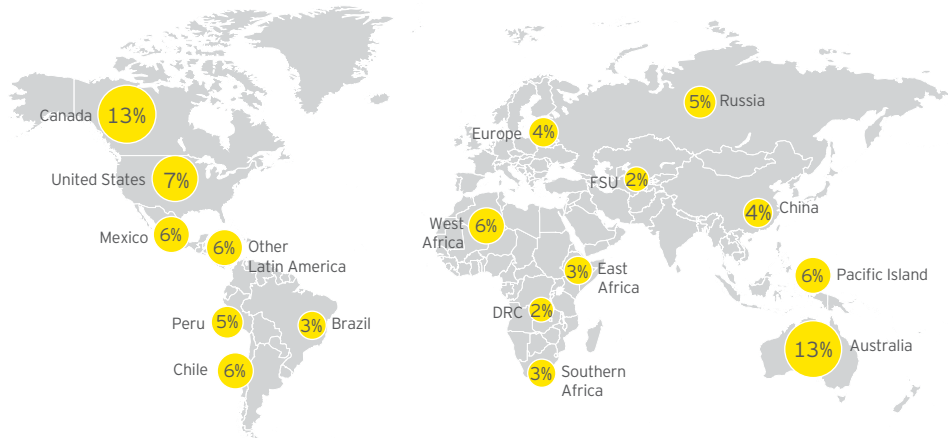 Canada 13%
United States 7%
Mexico 6%
6% Other
Latin America
Peru 5%
3% Brazil
Chile 6%
Europe 4%
5% Russia
FSU 2%
4% China
West
Africa
6%
3% East
Africa
DRC 2%
3% Southern
Africa
6% Pacific Island
13% Australia